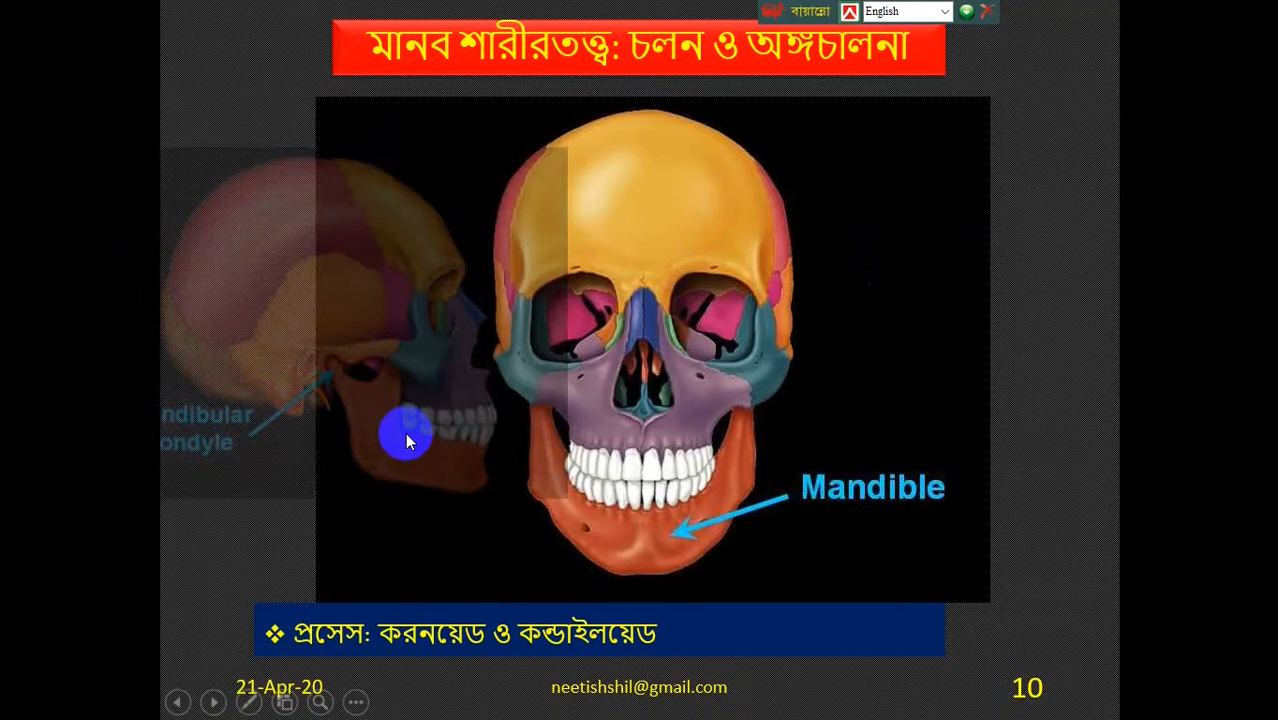 বায়ান্নো
English
মানব শারীরতত্ত্ব: চলন ও অঙ্গচালনা
ndibular
ondyle
Mandible
❖ প্রসেস: করনয়েড ও কন্ডাইলয়েড
21-Apr-20
neetishshil@gmail.com
10